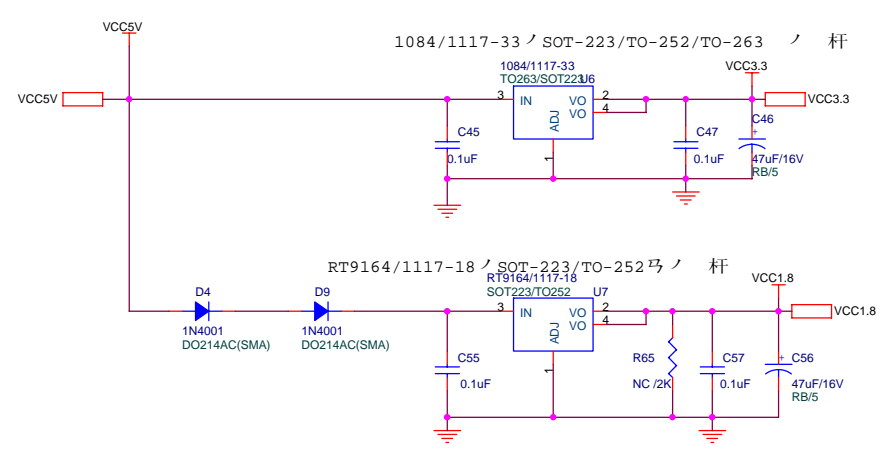 VCC5V
1084/1117-33ノSOT-223/TO-252/TO-263 ノ 杆
1084/1117-33
TO263/SOT223
U6
VCC3.3
VCC5V
3
IN
VO
2
VO
4
ADJ
1
VCC3.3
C45
0.1uF
C47
0.1uF
C46
+
47uF/16V
RB/5
RT9164/1117-18ノSOT-223/TO-252马ノ 杆
RT9164/1117-18
SOT223/TO252
U7
VCC1.8
D4
1N4001
DO214AC(SMA)
D9
1N4001
DO214AC(SMA)
3
IN
VO
2
VO
4
ADJ
1
VCC1.8
C55
0.1uF
R65
NC /2K
C57
0.1uF
+
C56
47uF/16V
RB/5